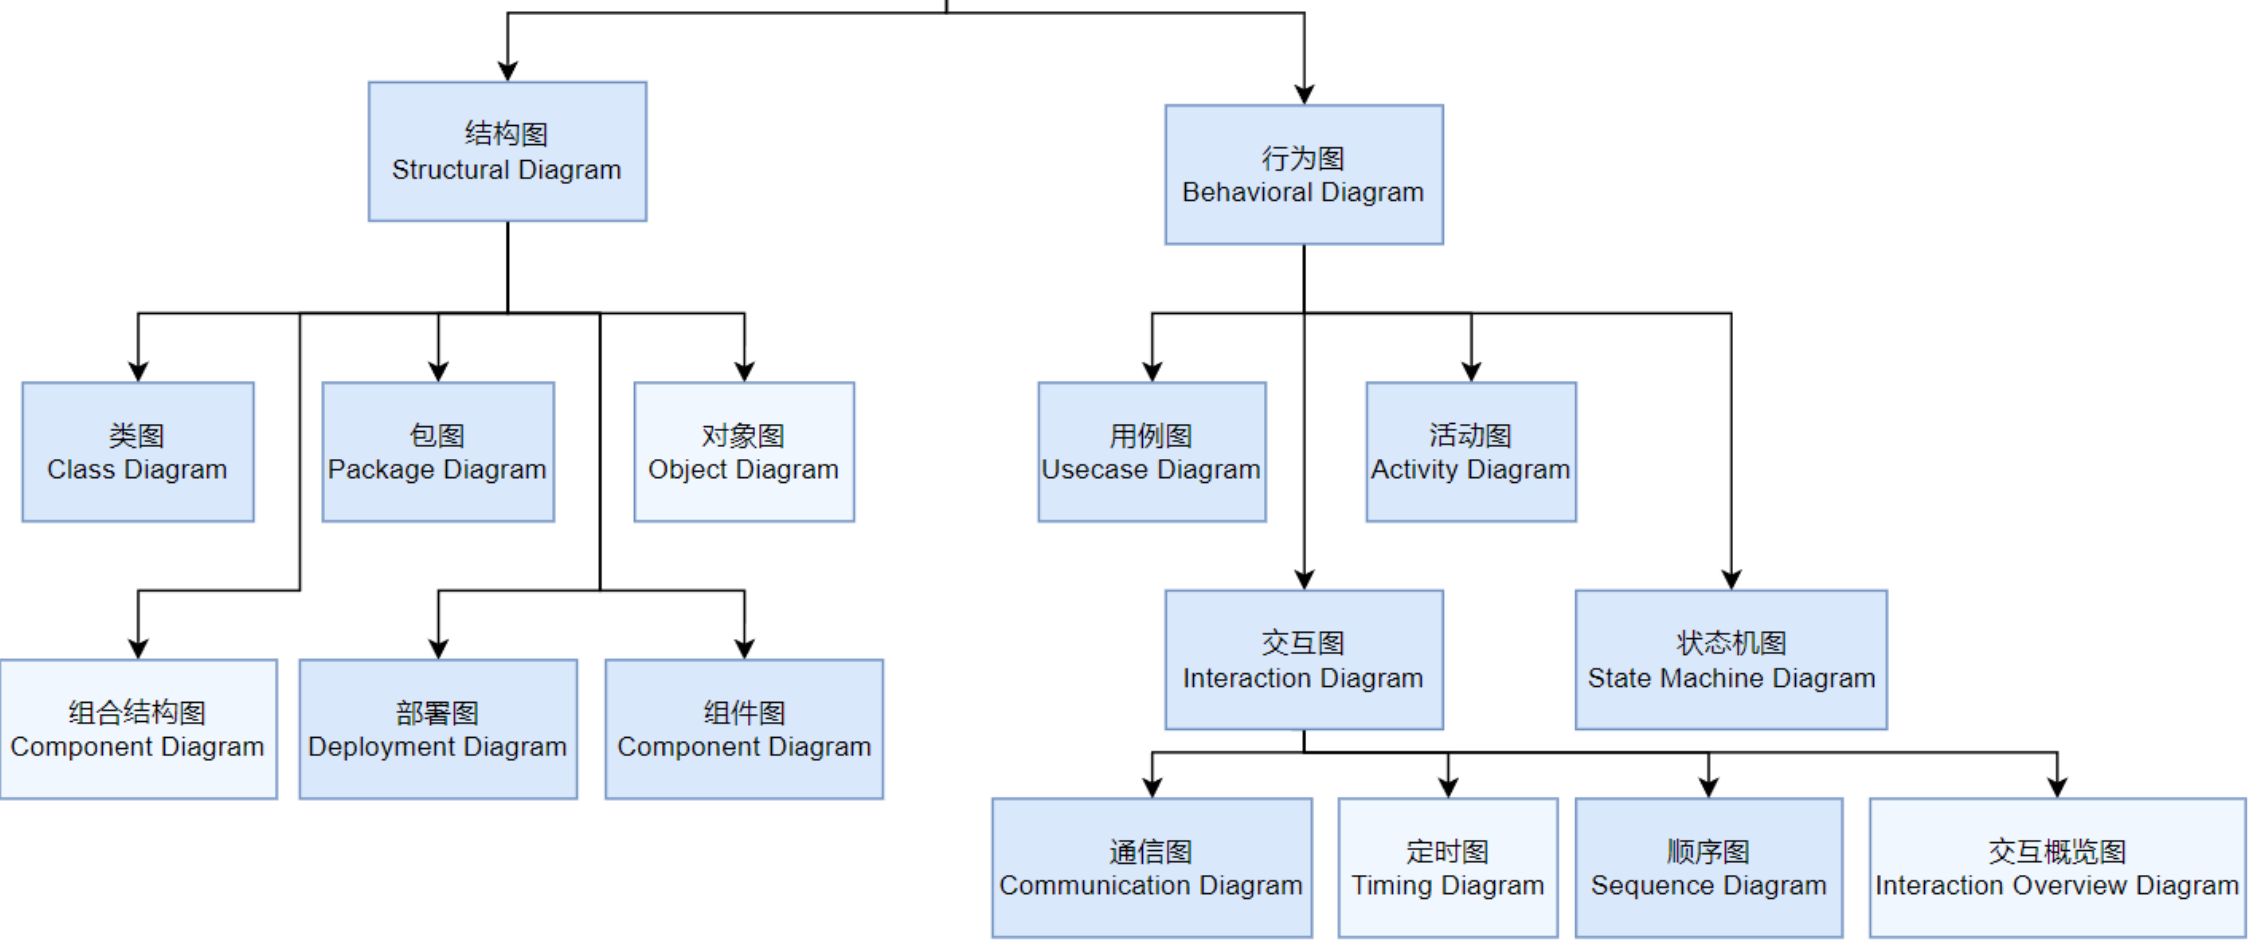 结构图
Structural Diagram
行为图
Behavioral Diagram
类图
Class Diagram
包图
Package Diagram
对象图
Object Diagram
用例图
Usecase Diagram
活动图
Activity Diagram
交互图
Interaction Diagram
状态机图
State Machine Diagram
组合结构图
Component Diagram
部署图
Deployment Diagram
组件图
Component Diagram
通信图
Communication Diagram
定时图
Timing Diagram
顺序图
Sequence Diagram
交互概览图
Interaction Overview Diagram